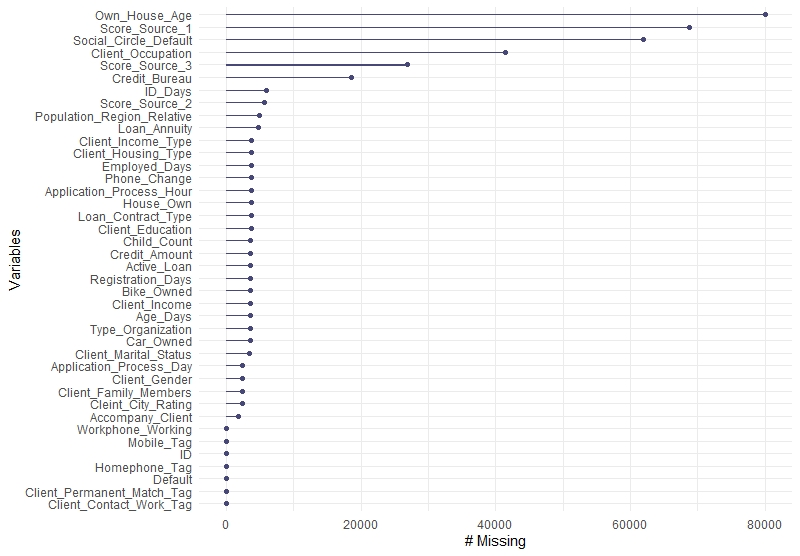 Own_House_Age
Score_Source_1
Social_Circle_Default
Client_Occupation
Score_Source_3
Credit_Bureau
ID_Days
Score_Source_2
Population_Region_Relative
Loan_Annuity
Client_Income_Type
Client_Housing_Type
Employed_Days
Phone_Change
Application_Process_Hour
House_Own
Loan_Contract_Type
Client_Education
Child_Count
Credit_Amount
Active_Loan
Registration_Days
Bike_Owned
Client_Income
Age_Days
Type_Organization
Car_Owned
Client_Marital_Status
Application_Process_Day
Client_Gender
Client_Family_Members
Cleint_City_Rating
Accompany_Client
Workphone_Working
Mobile_Tag
ID
Homephone_Tag
Default
Client_Permanent_Match_Tag
Client_Contact_Work_Tag
Variables
0 20000 40000 60000 80000
# Missing